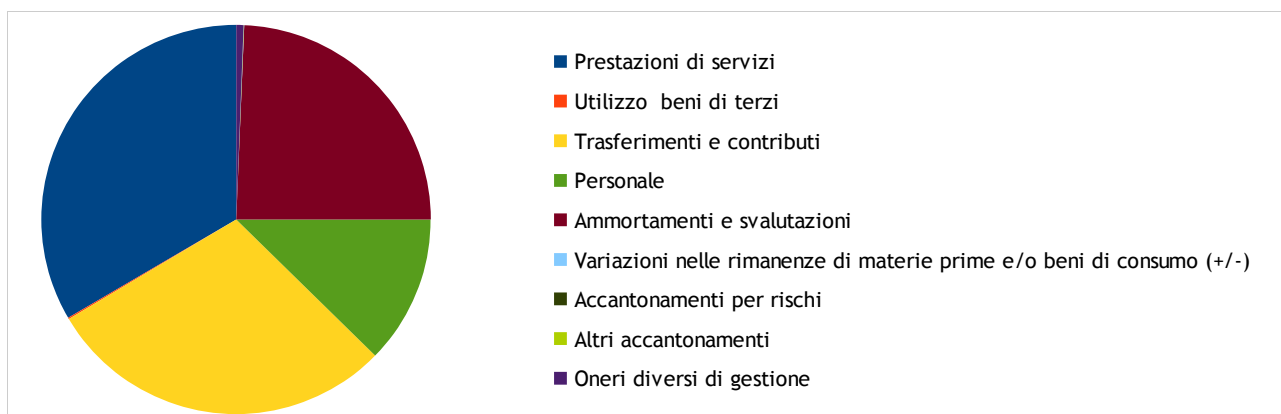 Prestazioni di servizi
Utilizzo  beni di terzi
Trasferimenti e contributi
Personale
Ammortamenti e svalutazioni
Variazioni nelle rimanenze di materie prime e/o beni di consumo (+/-)
Accantonamenti per rischi
Altri accantonamenti
Oneri diversi di gestione